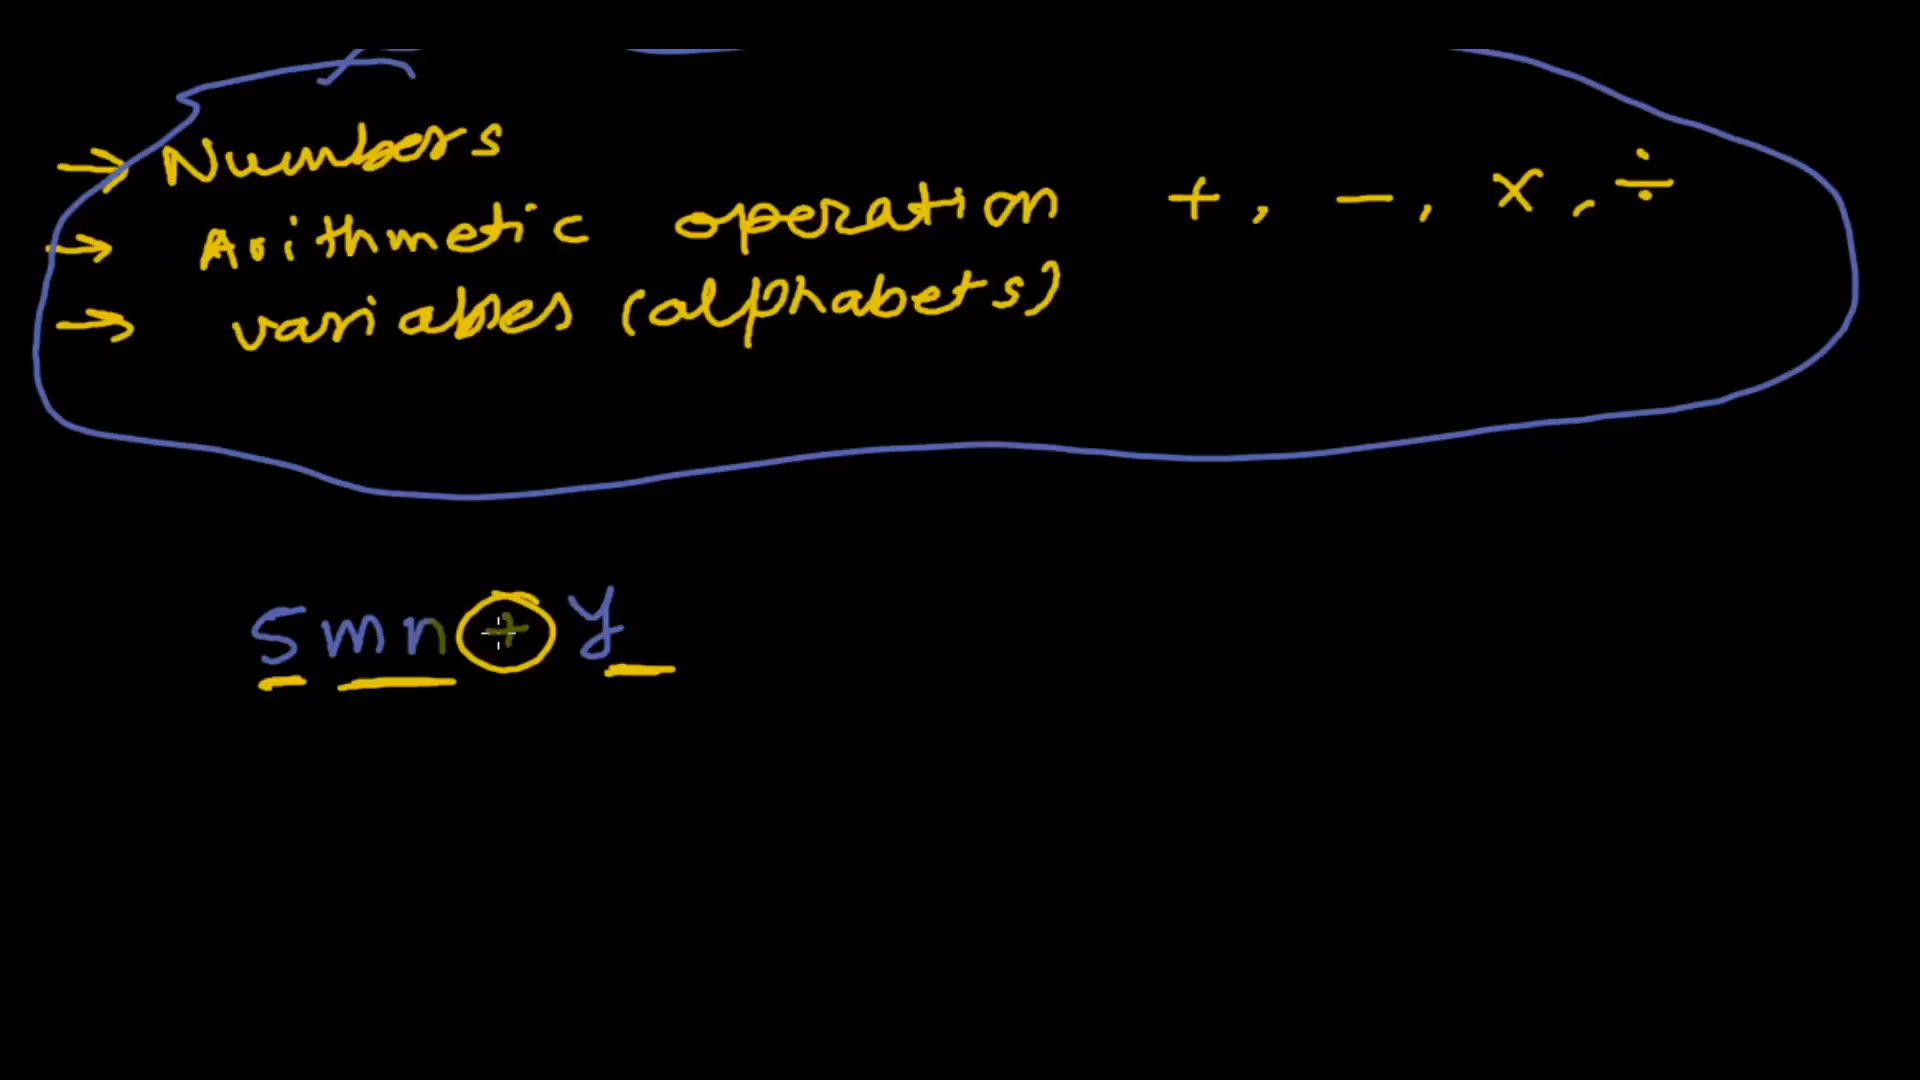 → Numbers
→ Arithmetic operation +, −, ×, ÷
→ variables (alphabets)
5mn + y